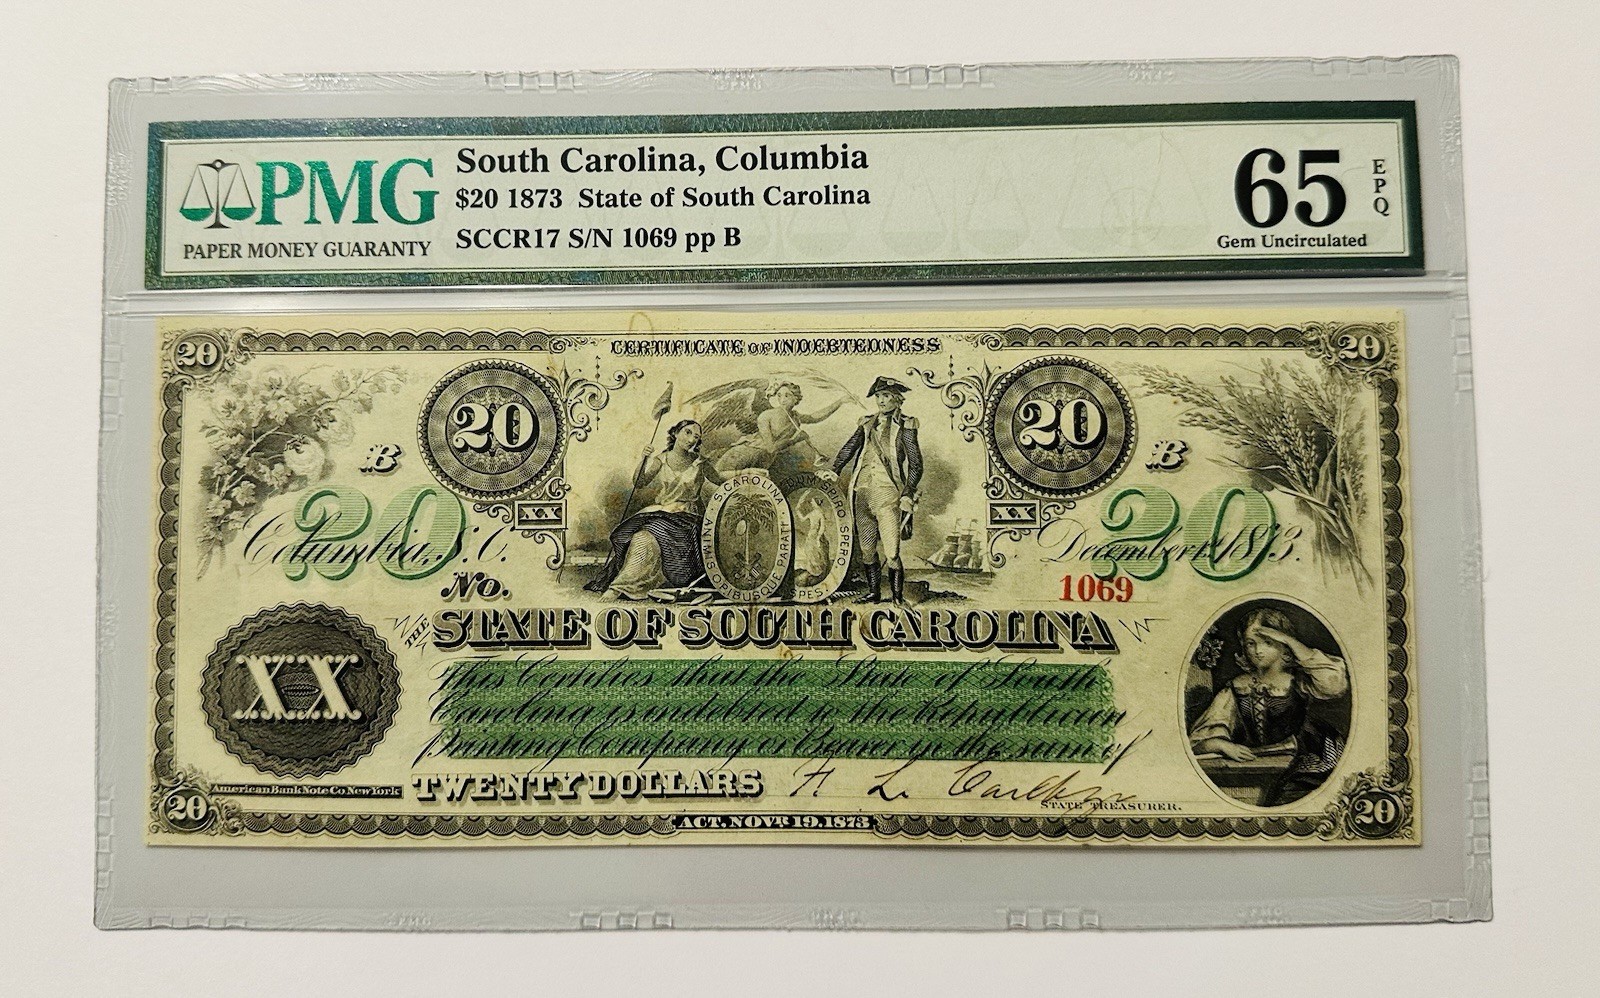 PMG
PAPER MONEY GUARANTY
South Carolina, Columbia
$20 1873 State of South Carolina
SCCR17 S/N 1069 pp B
65
EPQ
Gem Uncirculated
20
20
CERTIFICATE OF INDEBTEDNESS
20
20
B
B
20
20
XX
XX
S. CAROLINA
ANIMIS OPIBUSQUE PARATI
DUM SPIRO SPERO
SPES
Columbia, S.C.
December 1st 1873.
No.
1069
THE STATE OF SOUTH CAROLINA
XX
This Certifies that the State of South
Carolina is indebted to the Republican
Printing Company or Bearer in the sum of
TWENTY DOLLARS
STATE TREASURER.
American Bank Note Co. New York
20
ACT. NOVR. 19. 1873
20